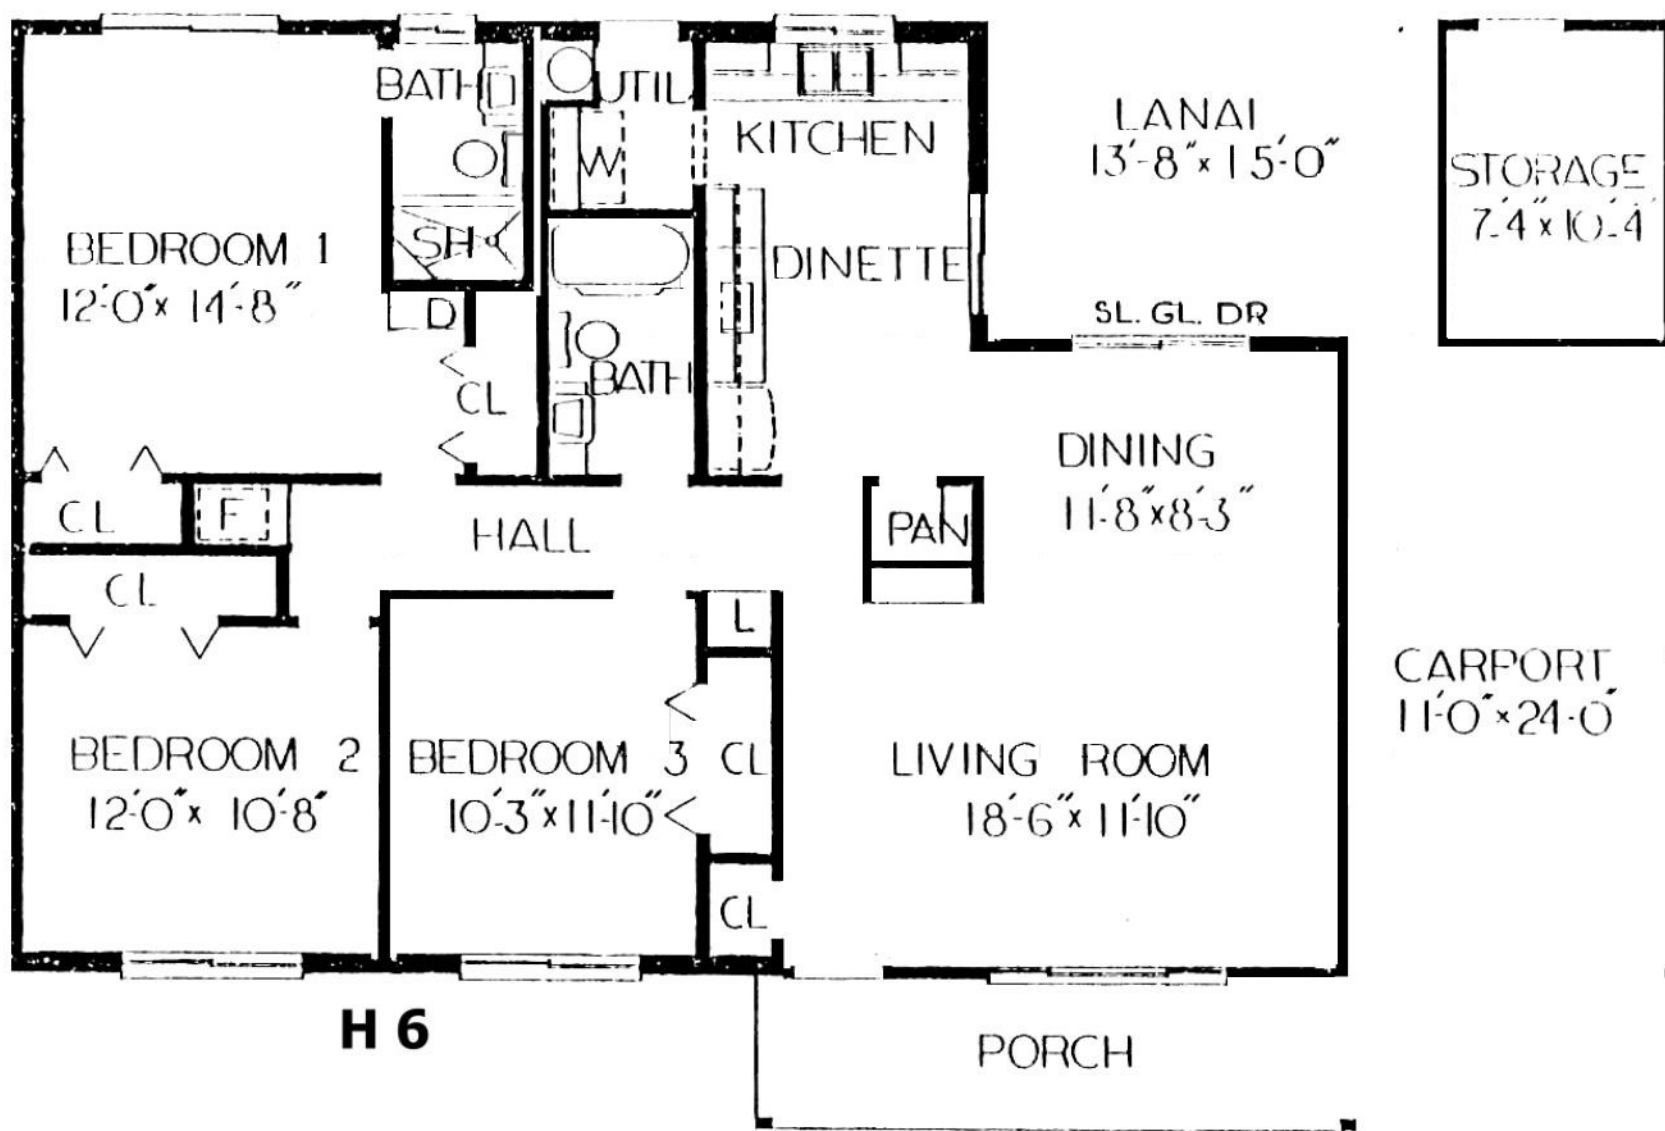 BATH
UTIL
KITCHEN
LANAI
13'-8" x 15'-0"
STORAGE
7'-4" x 10'-4
W
BEDROOM 1
12'-0" x 14'-8"
SH
DINETTE
L D
SL. GL. DR
CL
BATH
DINING
11'-8" x 8'-3"
CL
F
HALL
PAN
CL
L
CARPORT
11'-0" x 24'-0"
BEDROOM 2
12'-0" x 10'-8"
BEDROOM 3
10'-3" x 11'-10"
CL
LIVING ROOM
18'-6" x 11'-10"
CL
H 6
PORCH